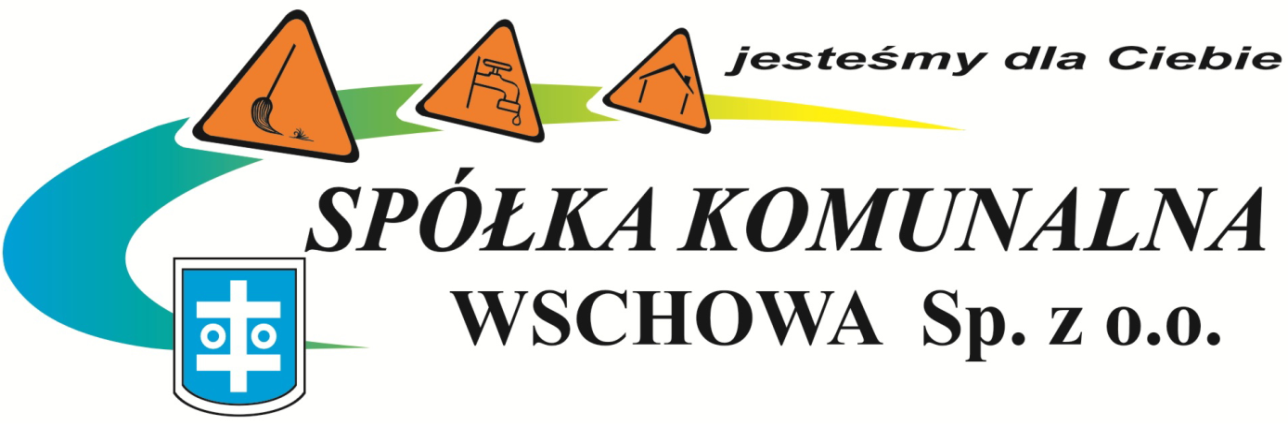 jesteśmy dla Ciebie
SPÓŁKA KOMUNALNA
WSCHOWA Sp. z o.o.